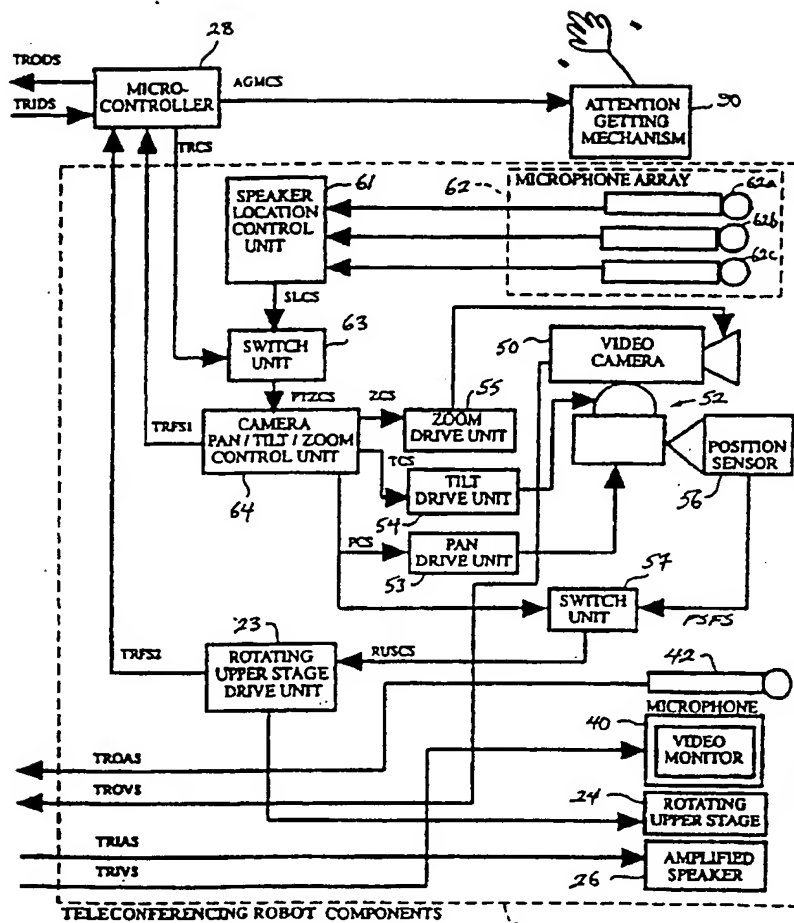 28
TRODS
MICRO-
CONTROLLER
AGMCS
TRIDS
TRCS
ATTENTION
GETTING
MECHANISM
90
61
62
MICROPHONE ARRAY
62a
62b
62c
SPEAKER
LOCATION
CONTROL
UNIT
SLCS
63
SWITCH
UNIT
50
VIDEO
CAMERA
PTZCS
ZCS
55
ZOOM
DRIVE UNIT
52
TRFS1
CAMERA
PAN / TILT / ZOOM
CONTROL UNIT
64
TCS
TILT
DRIVE UNIT
54
POSITION
SENSOR
56
PCS
PAN
DRIVE UNIT
53
57
SWITCH
UNIT
PSFS
23
TRFS2
ROTATING
UPPER STAGE
DRIVE UNIT
RUSCS
42
MICROPHONE
40
VIDEO
MONITOR
TROAS
TROVS
24
ROTATING
UPPER STAGE
TRIAS
TRIVS
AMPLIFIED
SPEAKER
26
TELECONFERENCING ROBOT COMPONENTS